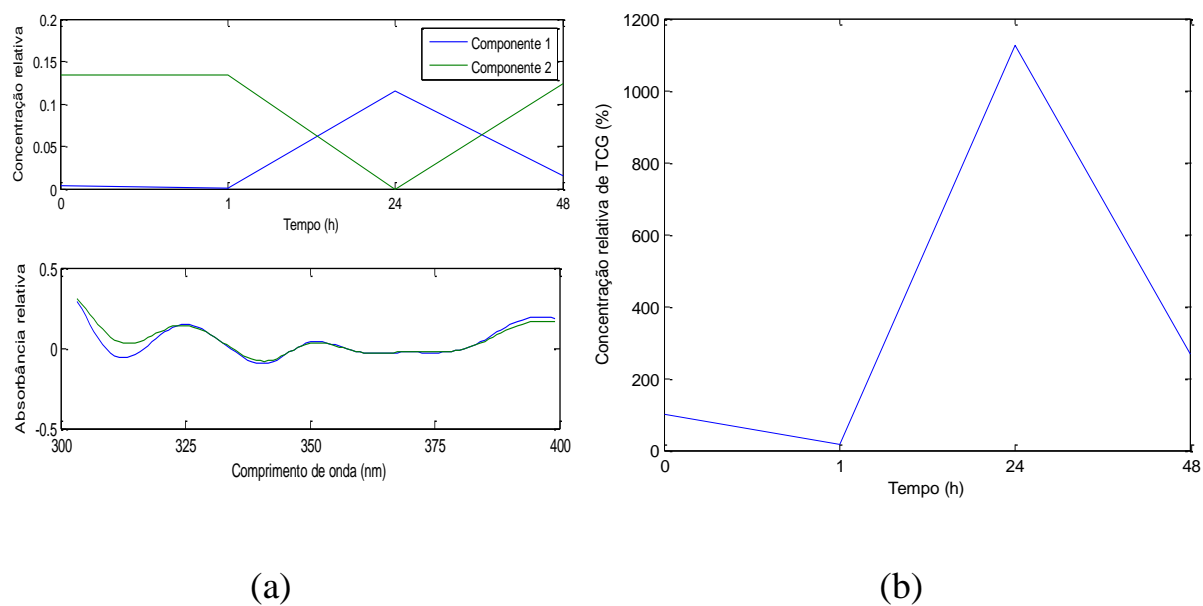 0.2
0.15
0.1
0.05
0
Concentração relativa
Componente 1
Componente 2
0
1
24
48
Tempo (h)
0.5
0
-0.5
Absorbância relativa
300
325
350
375
400
Comprimento de onda (nm)
(a)
1200
1000
800
600
400
200
0
Concentração relativa de TCG (%)
0
1
24
48
Tempo (h)
(b)